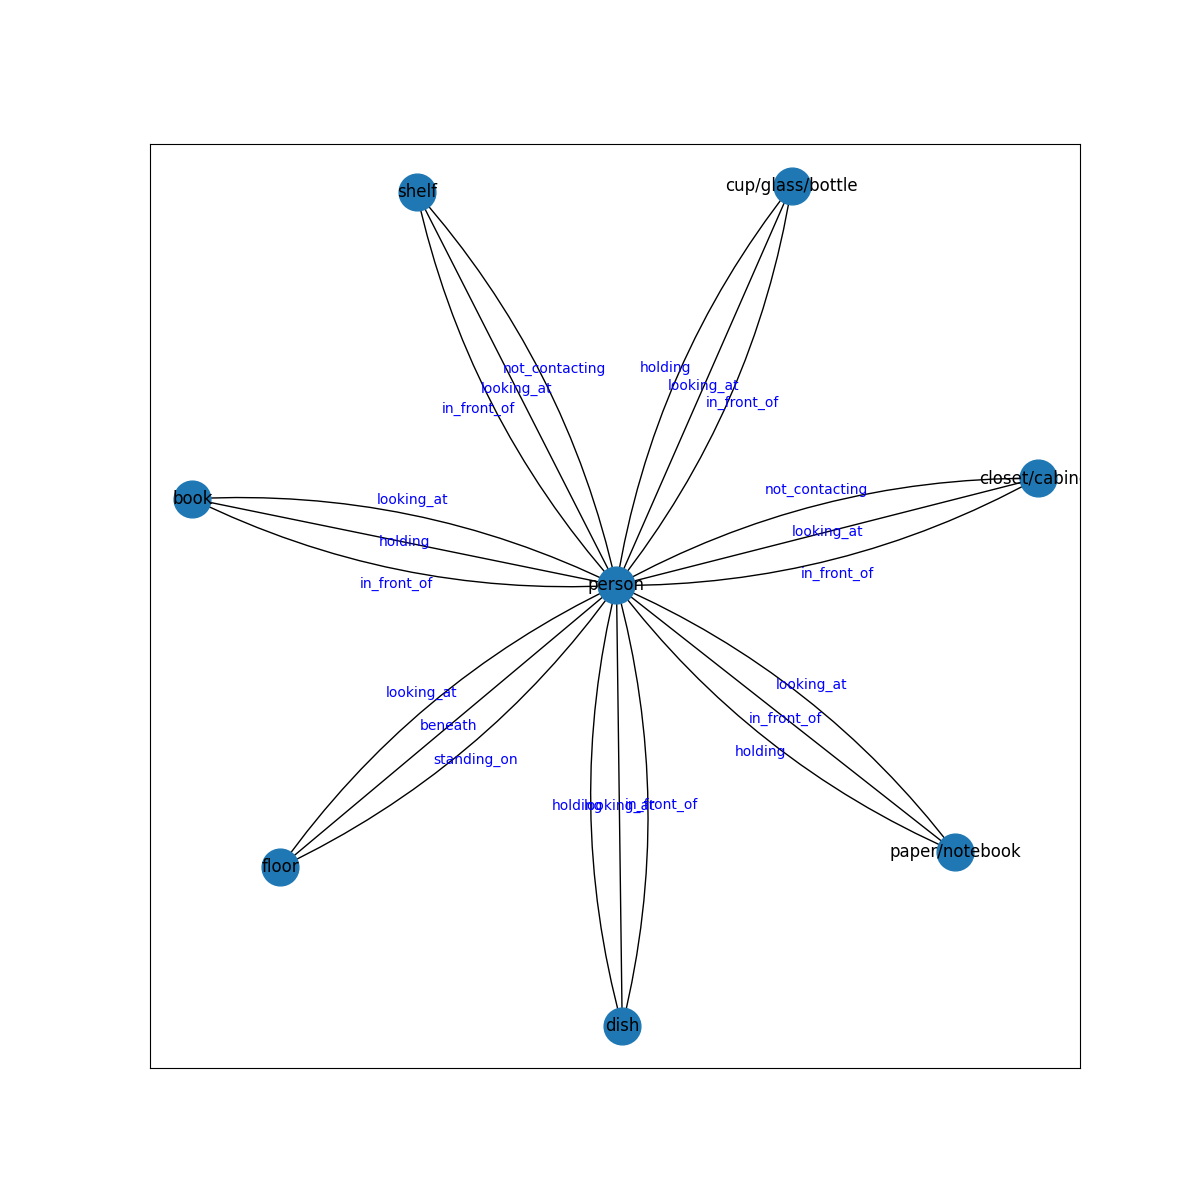 shelf
cup/glass/bottle
not_contacting
holding
looking_at
looking_at
in_front_of
in_front_of
closet/cabin
not_contacting
book
looking_at
looking_at
holding
in_front_of
in_front_of
person
looking_at
looking_at
beneath
in_front_of
standing_on
holding
holding
looking_at
in_front_of
floor
paper/notebook
dish